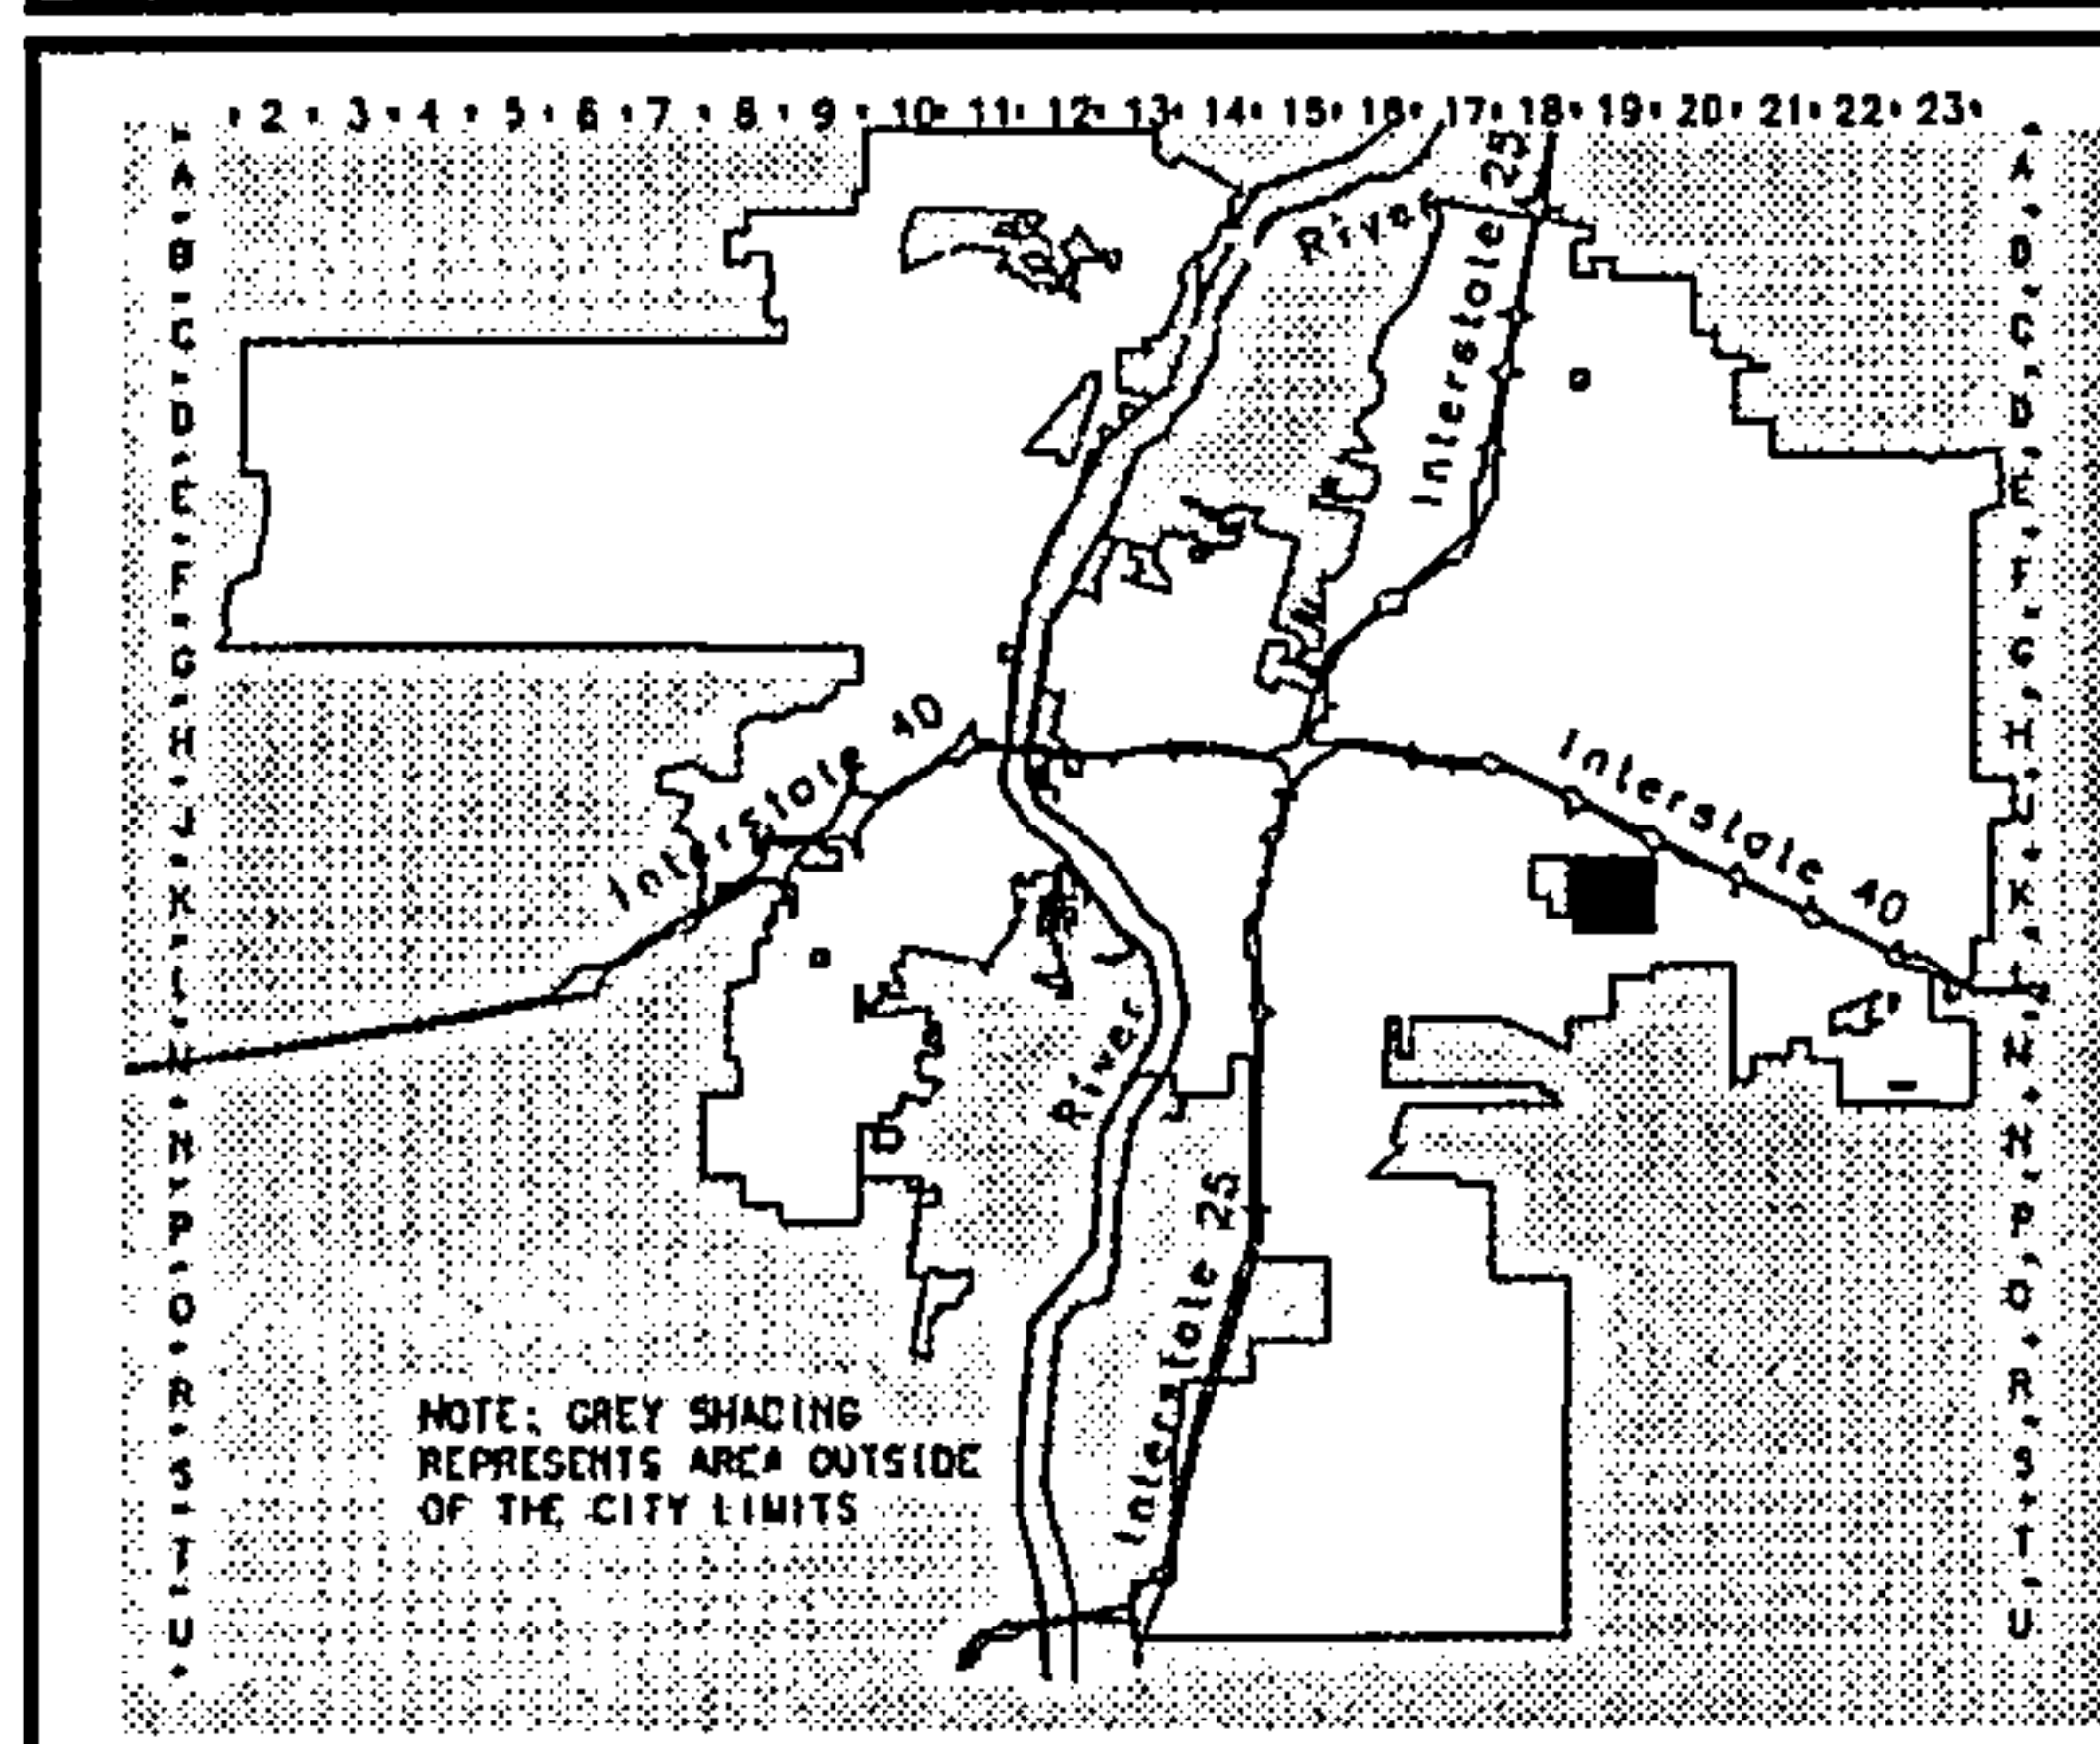 2 3 4 5 6 7 8 9 10 11 12 13 14 15 16 17 18 19 20 21 22 23
A
B
C
D
E
F
G
H
J
K
L
M
N
P
Q
R
S
T
U
River
Interstate 25
Interstate 40
Interstate 40
River
Interstate 25
NOTE: GREY SHADING
REPRESENTS AREA OUTSIDE
OF THE CITY LIMITS
A
B
C
D
E
F
G
H
J
K
L
M
N
P
Q
R
S
T
U